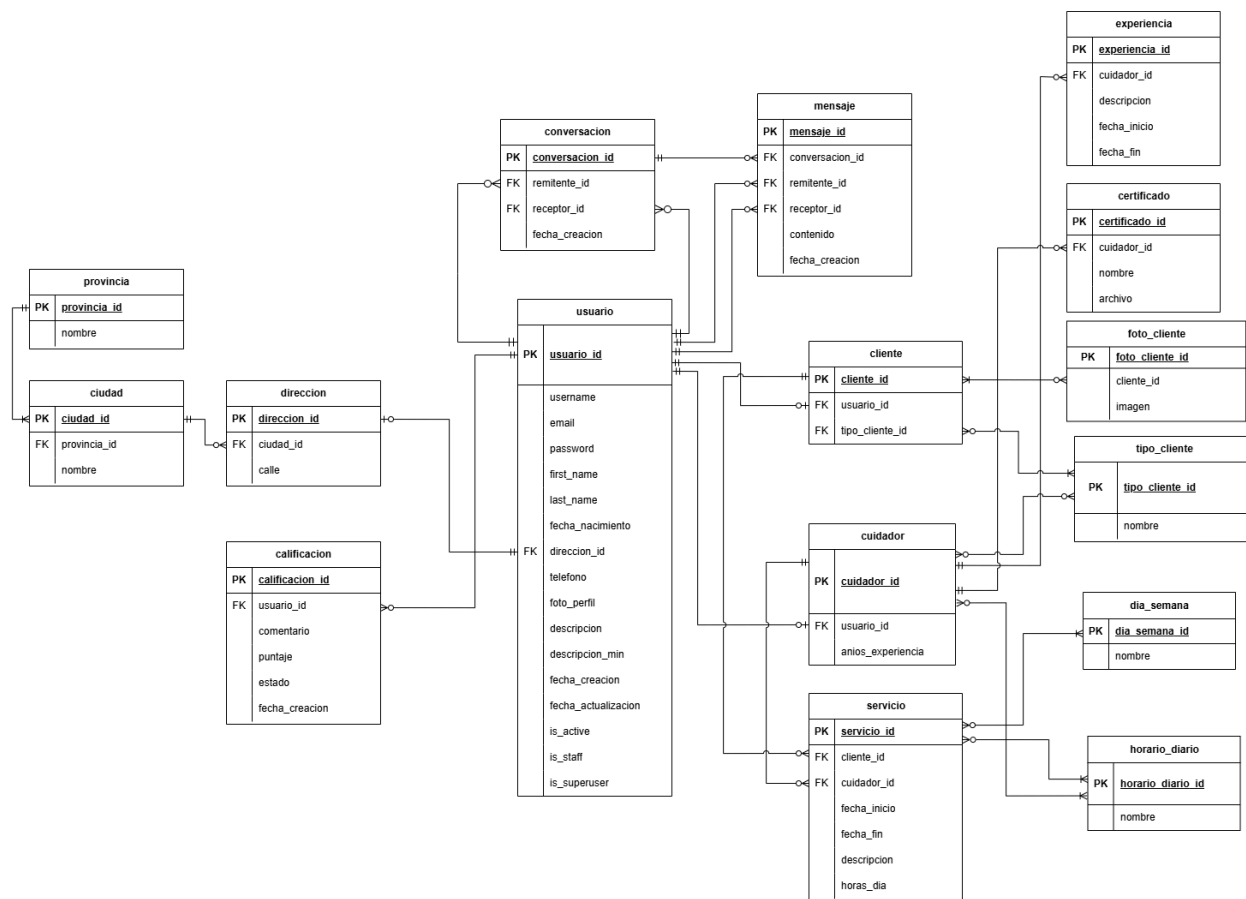 experiencia
PK experiencia_id
FK cuidador_id
descripcion
fecha_inicio
fecha_fin
mensaje
PK mensaje_id
FK conversacion_id
FK remitente_id
FK receptor_id
contenido
fecha_creacion
conversacion
PK conversacion_id
FK remitente_id
FK receptor_id
fecha_creacion
certificado
PK certificado_id
FK cuidador_id
nombre
archivo
provincia
PK provincia_id
nombre
usuario
PK usuario_id
username
email
password
first_name
last_name
fecha_nacimiento
FK direccion_id
telefono
foto_perfil
descripcion
descripcion_min
fecha_creacion
fecha_actualizacion
is_active
is_staff
is_superuser
foto_cliente
PK foto_cliente_id
cliente_id
imagen
cliente
PK cliente_id
FK usuario_id
FK tipo_cliente_id
ciudad
PK ciudad_id
FK provincia_id
nombre
direccion
PK direccion_id
FK ciudad_id
calle
tipo_cliente
PK tipo_cliente_id
nombre
cuidador
PK cuidador_id
FK usuario_id
anios_experiencia
calificacion
PK calificacion_id
FK usuario_id
comentario
puntaje
estado
fecha_creacion
dia_semana
PK dia_semana_id
nombre
servicio
PK servicio_id
FK cliente_id
FK cuidador_id
fecha_inicio
fecha_fin
descripcion
horas_dia
horario_diario
PK horario_diario_id
nombre